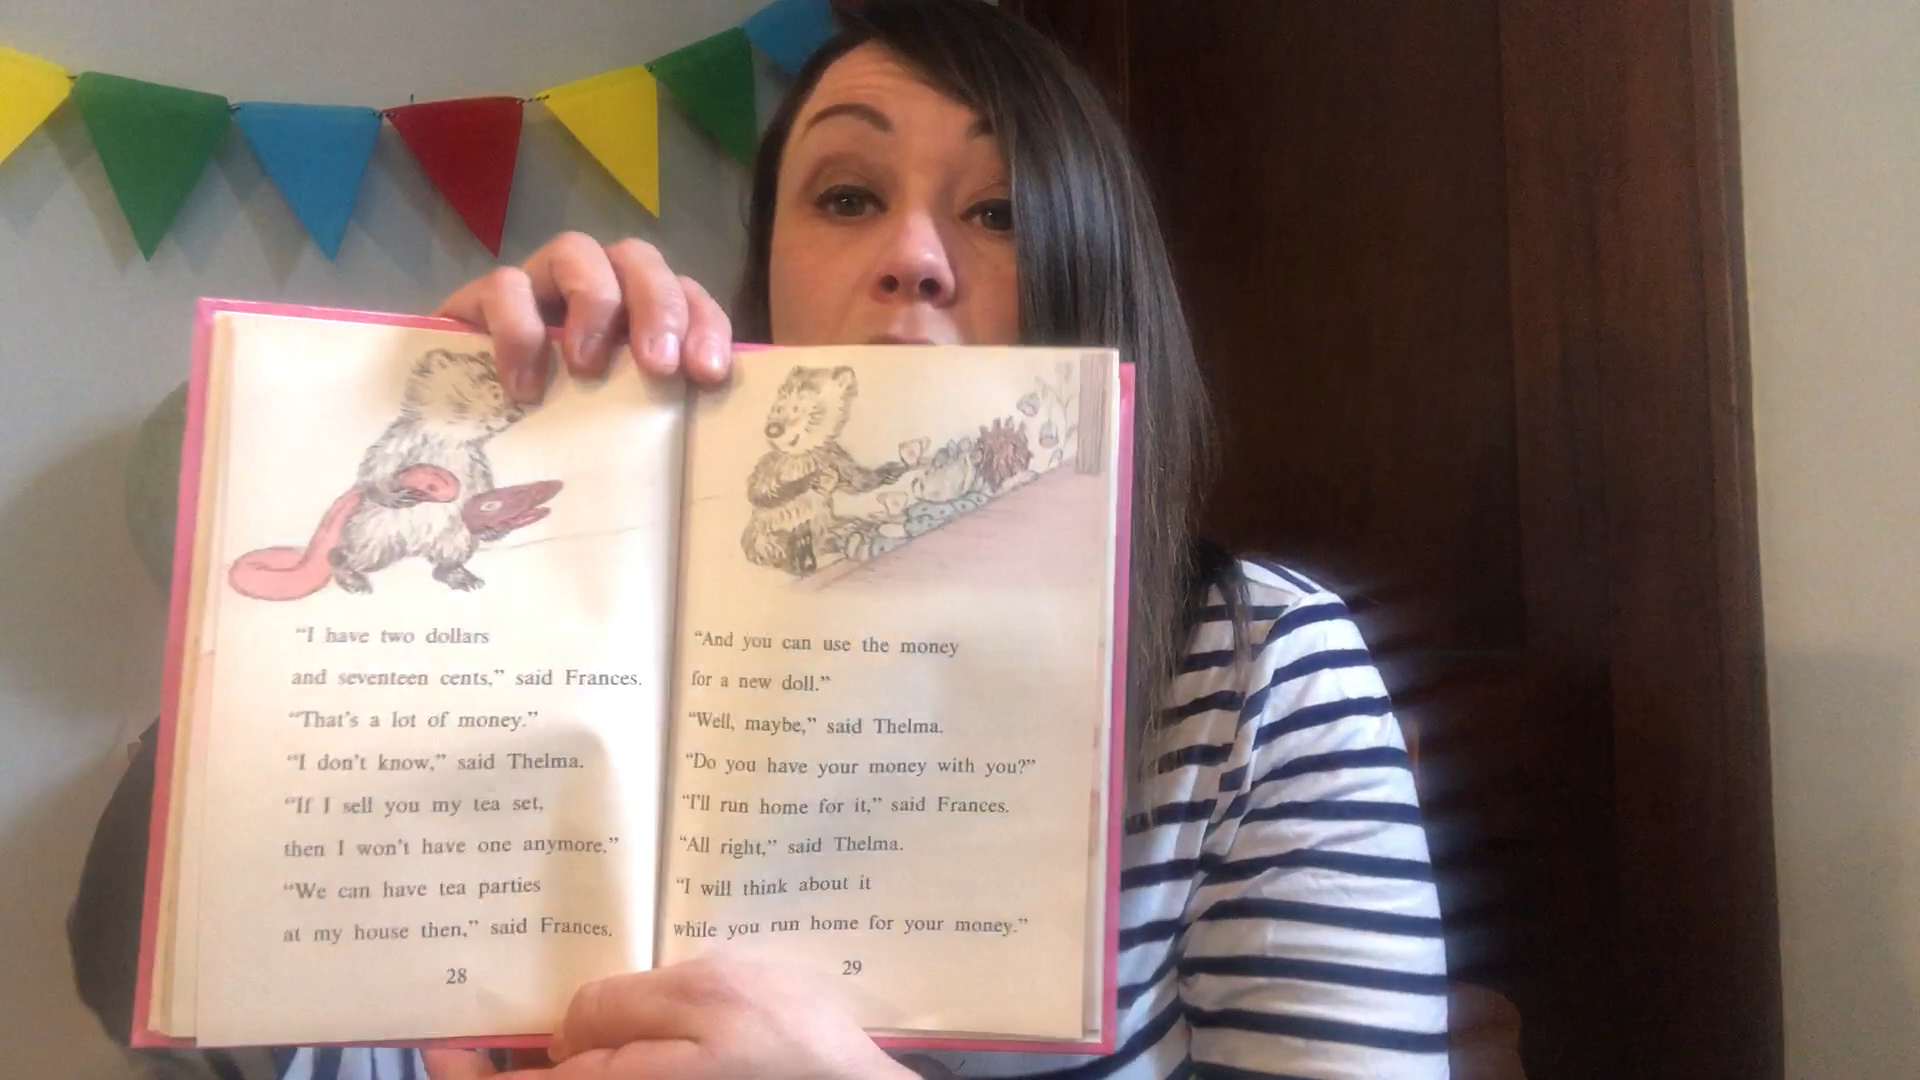 “I have two dollars
and seventeen cents,” said Frances.
“That’s a lot of money.”
“I don’t know,” said Thelma.
“If I sell you my tea set,
then I won’t have one anymore.”
“We can have tea parties
at my house then,” said Frances.
28
“And you can use the money
for a new doll.”
“Well, maybe,” said Thelma.
“Do you have your money with you?”
“I’ll run home for it,” said Frances.
“All right,” said Thelma.
“I will think about it
while you run home for your money.”
29